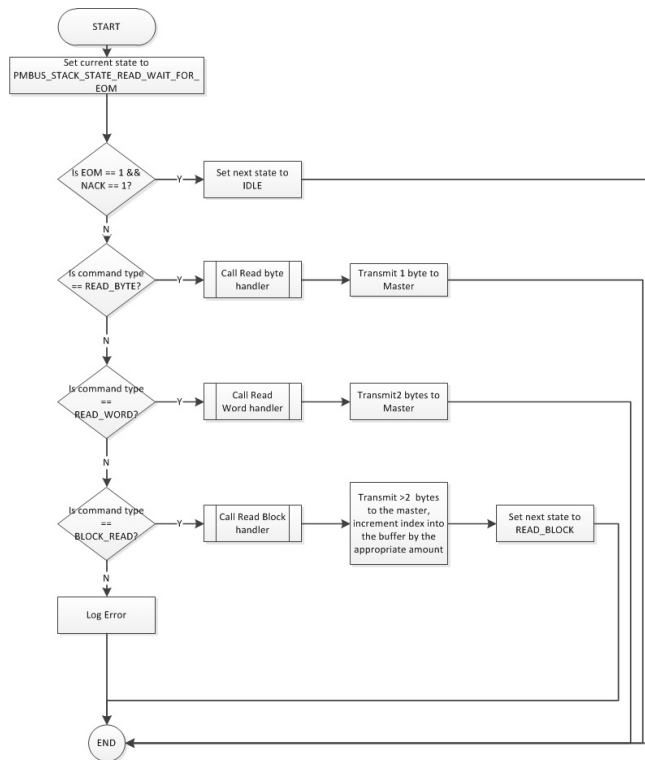 START
Set current state to
PMBUS_STACK_STATE_READ_WAIT_FOR_
EOM
Is EOM == 1 &&
NACK == 1?
Y
Set next state to
IDLE
N
Is command type
== READ_BYTE?
Y
Call Read byte
handler
Transmit 1 byte to
Master
N
Is command type
==
READ_WORD?
Y
Call Read
Word handler
Transmit2 bytes to
Master
N
Is command type
==
BLOCK_READ?
Y
Call Read Block
handler
Transmit >2 bytes
to the master,
increment index into
the buffer by the
appropriate amount
Set next state to
READ_BLOCK
N
Log Error
END